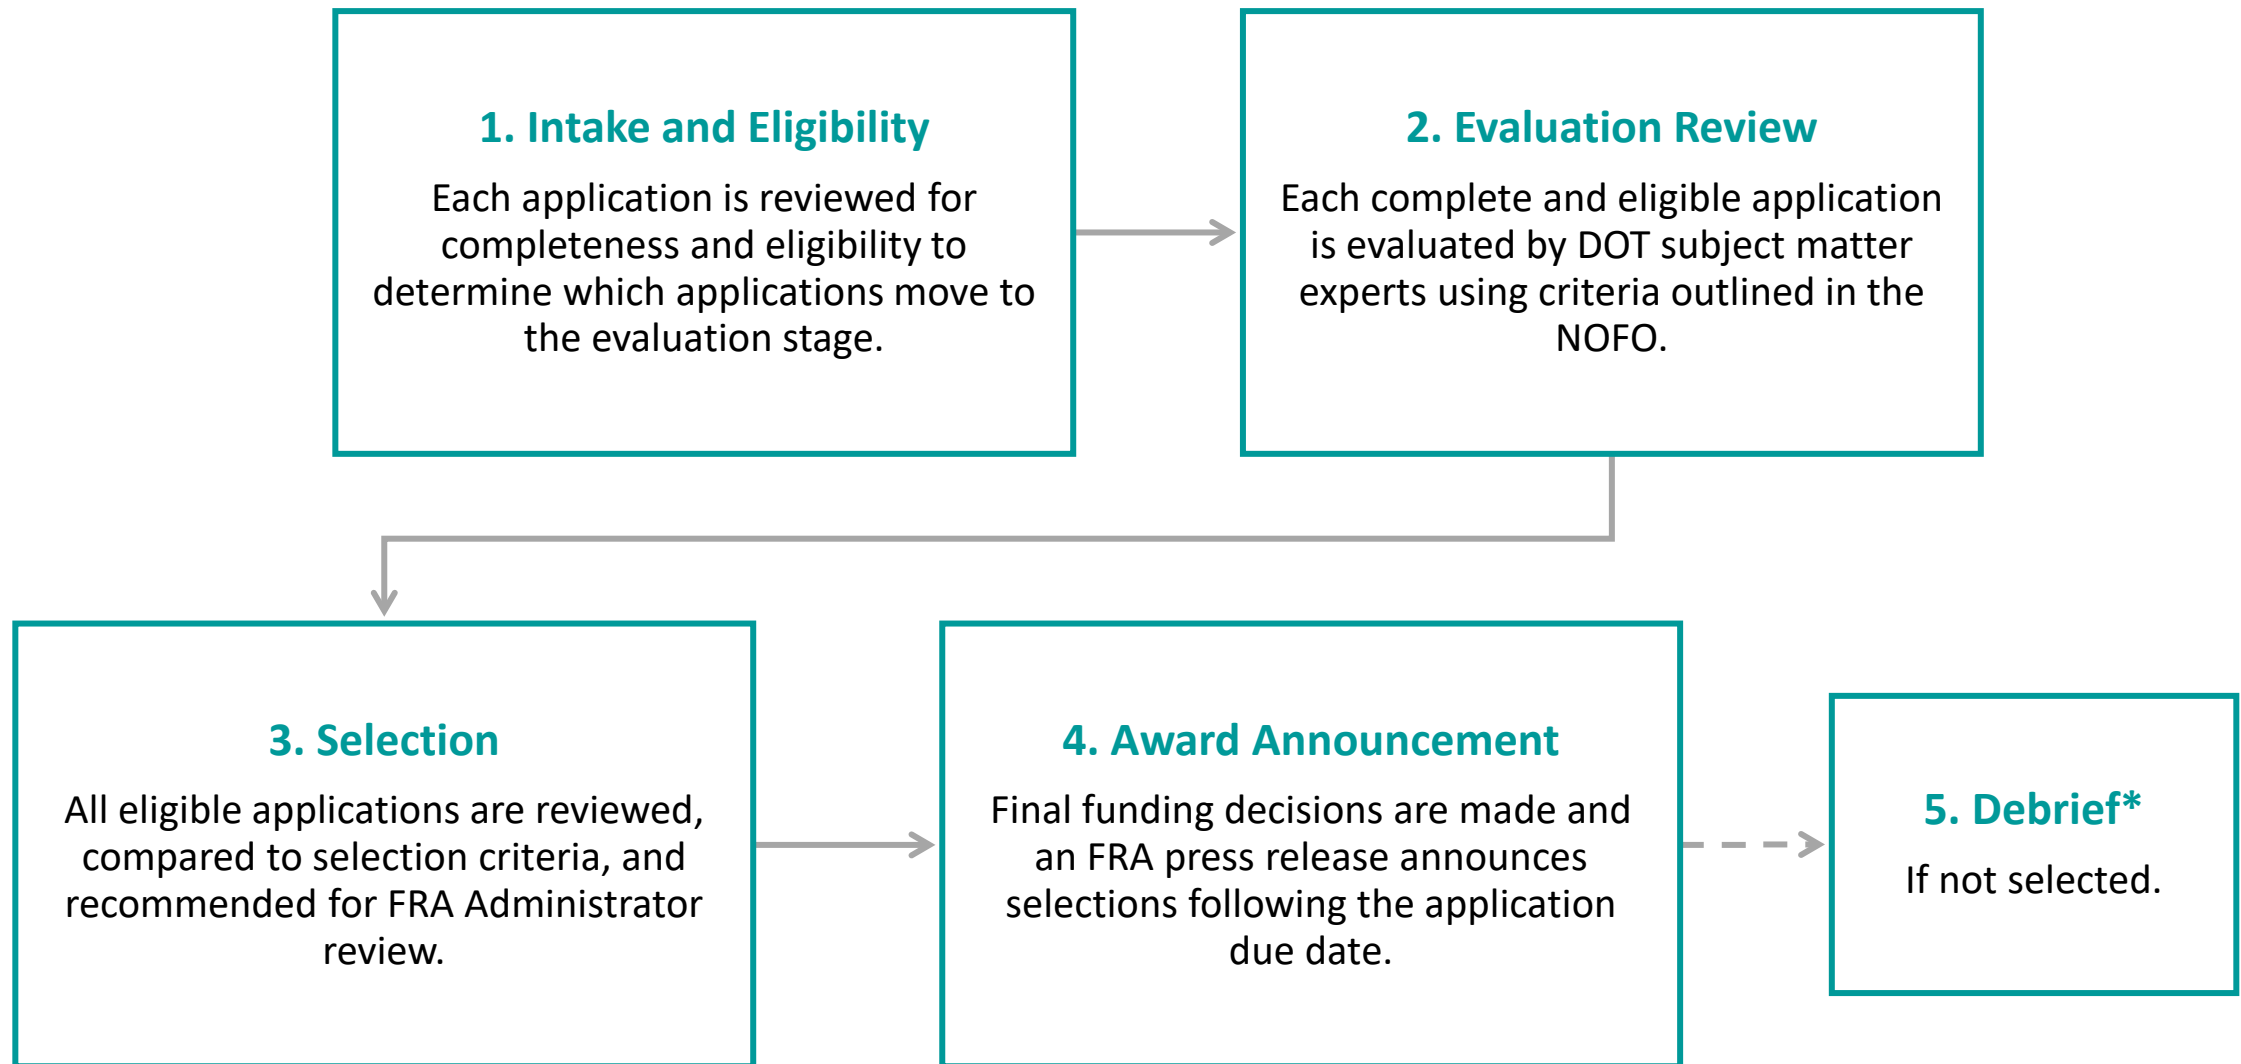 1. Intake and Eligibility
Each application is reviewed for
completeness and eligibility to
determine which applications move to
the evaluation stage.
2. Evaluation Review
Each complete and eligible application
is evaluated by DOT subject matter
experts using criteria outlined in the
NOFO.
3. Selection
All eligible applications are reviewed,
compared to selection criteria, and
recommended for FRA Administrator
review.
4. Award Announcement
Final funding decisions are made and
an FRA press release announces
selections following the application
due date.
5. Debrief*
If not selected.